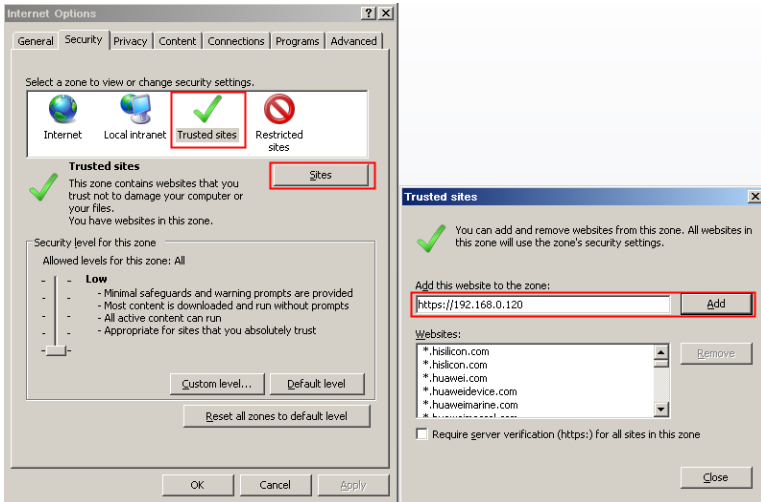 Internet Options
General Security Privacy Content Connections Programs Advanced
Select a zone to view or change security settings.
Internet Local intranet Trusted sites Restricted
sites
Trusted sites
This zone contains websites that you
trust not to damage your computer or
your files.
You have websites in this zone.
Sites
Security level for this zone
Allowed levels for this zone: All
Low
- Minimal safeguards and warning prompts are provided
- Most content is downloaded and run without prompts
- All active content can run
- Appropriate for sites that you absolutely trust
Custom level... Default level
Reset all zones to default level
OK Cancel Apply
Trusted sites
You can add and remove websites from this zone. All websites in
this zone will use the zone's security settings.
Add this website to the zone:
https://192.168.0.120 Add
Websites:
*.hisilicon.com
*.hislicon.com
*.huawei.com
*.huaweidevice.com
*.huaweimarine.com
Remove
Require server verification (https:) for all sites in this zone
Close